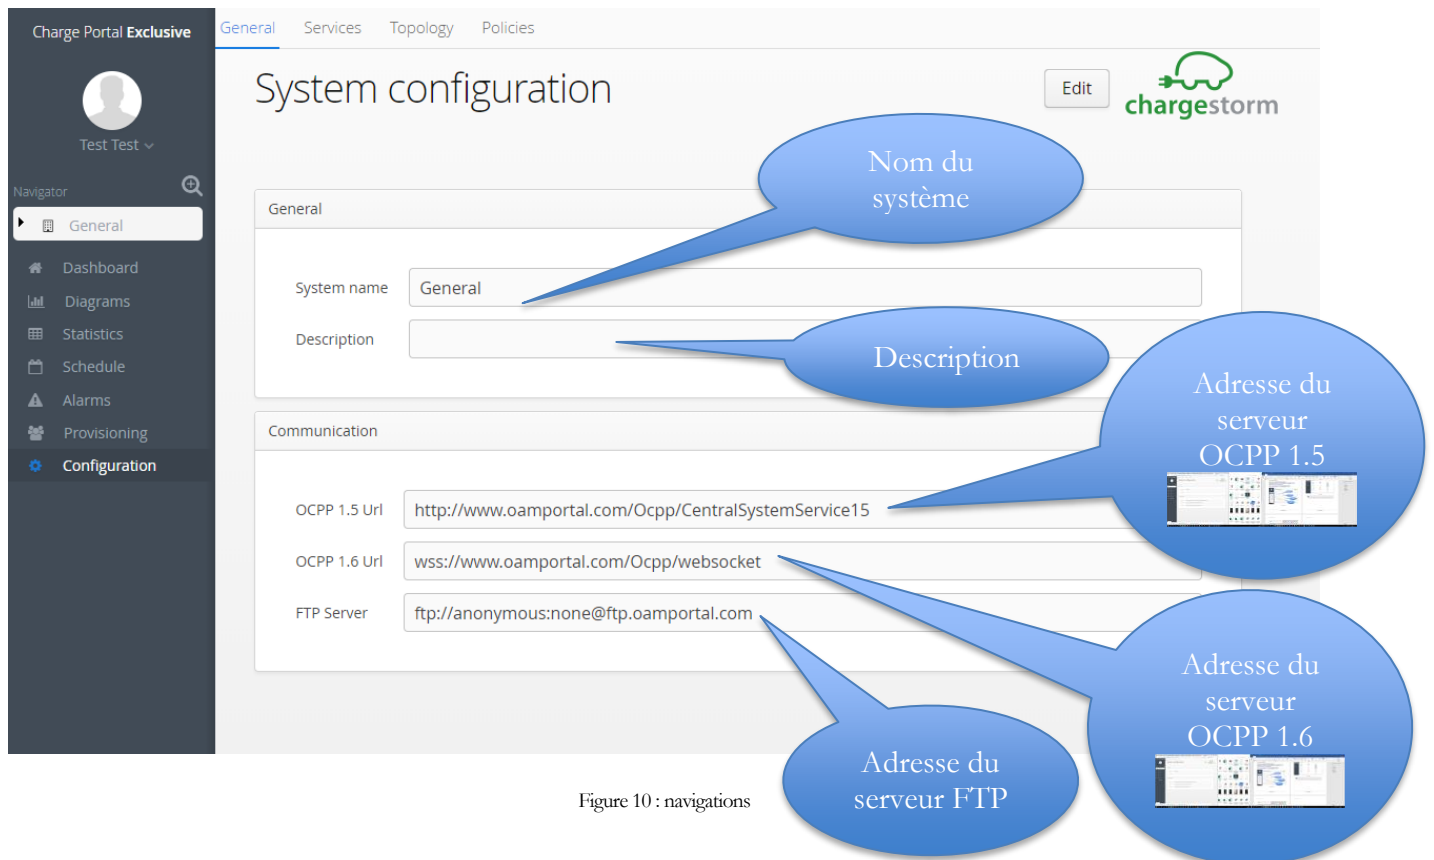 Charge Portal Exclusive
General Services Topology Policies
System configuration
Edit
chargestorm
Test Test
Navigator
General
Dashboard
Diagrams
Statistics
Schedule
Alarms
Provisioning
Configuration
General
System name General
Description
Communication
OCPP 1.5 Url http://www.oamportal.com/Ocpp/CentralSystemService15
OCPP 1.6 Url wss://www.oamportal.com/Ocpp/websocket
FTP Server ftp://anonymous:none@ftp.oamportal.com
Nom du
système
Description
Adresse du
serveur
OCPP 1.5
Adresse du
serveur
OCPP 1.6
Adresse du
serveur FTP
Figure 10 : navigations